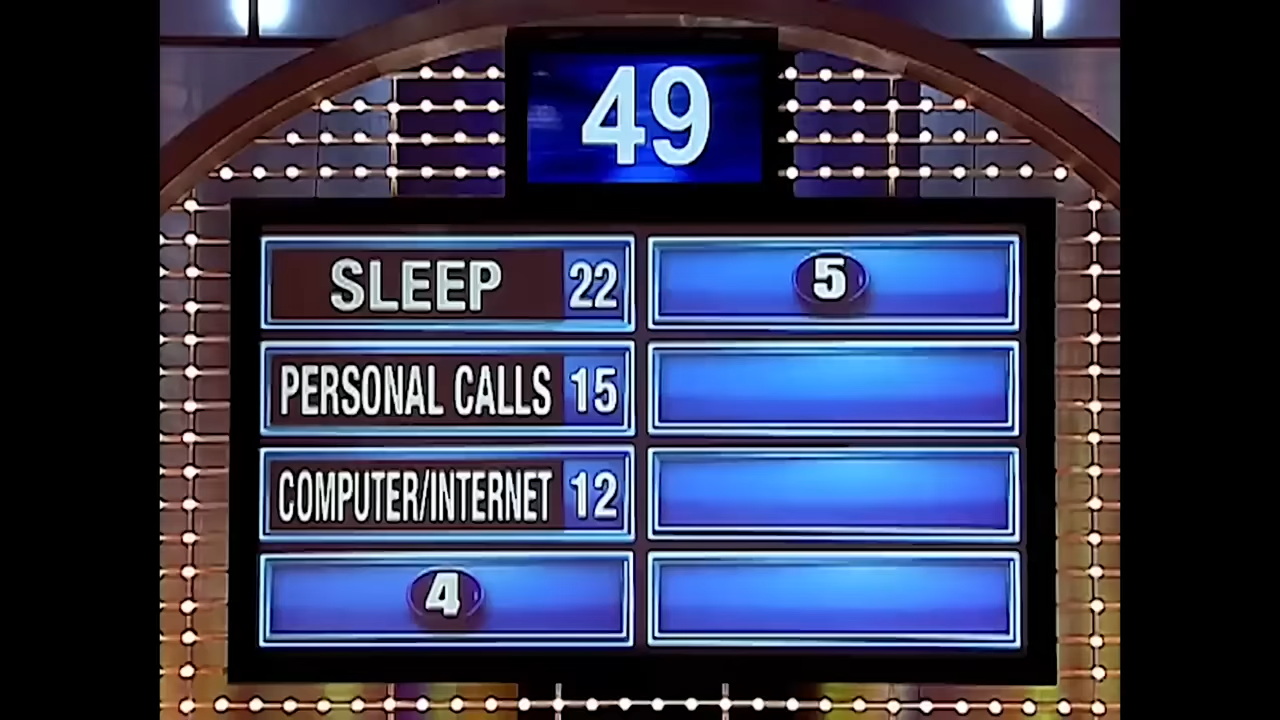 49
SLEEP 22
PERSONAL CALLS 15
COMPUTER/INTERNET 12
4
5